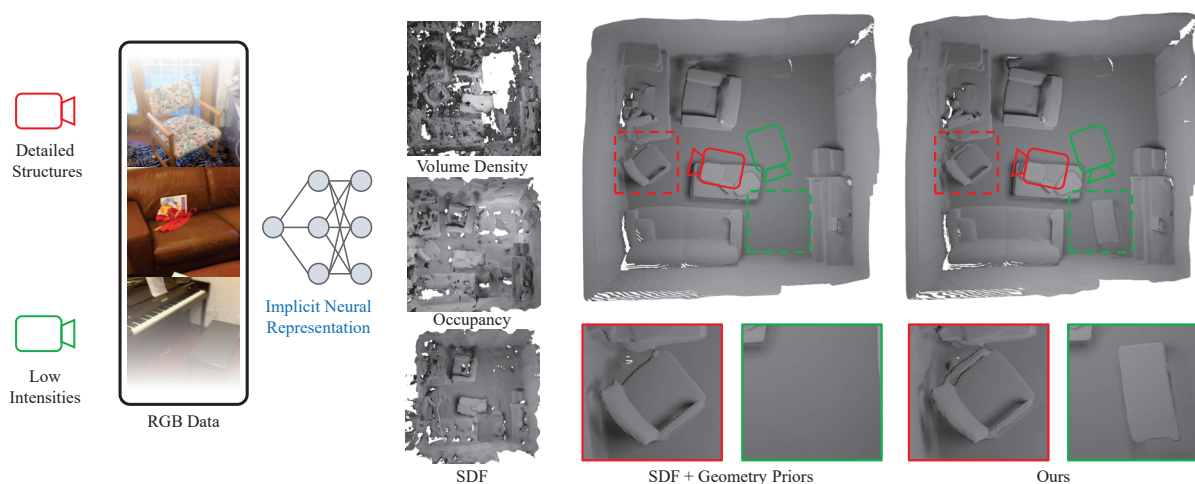 Detailed
Structures
Low
Intensities
RGB Data
Implicit Neural
Representation
Volume Density
Occupancy
SDF
SDF + Geometry Priors
Ours